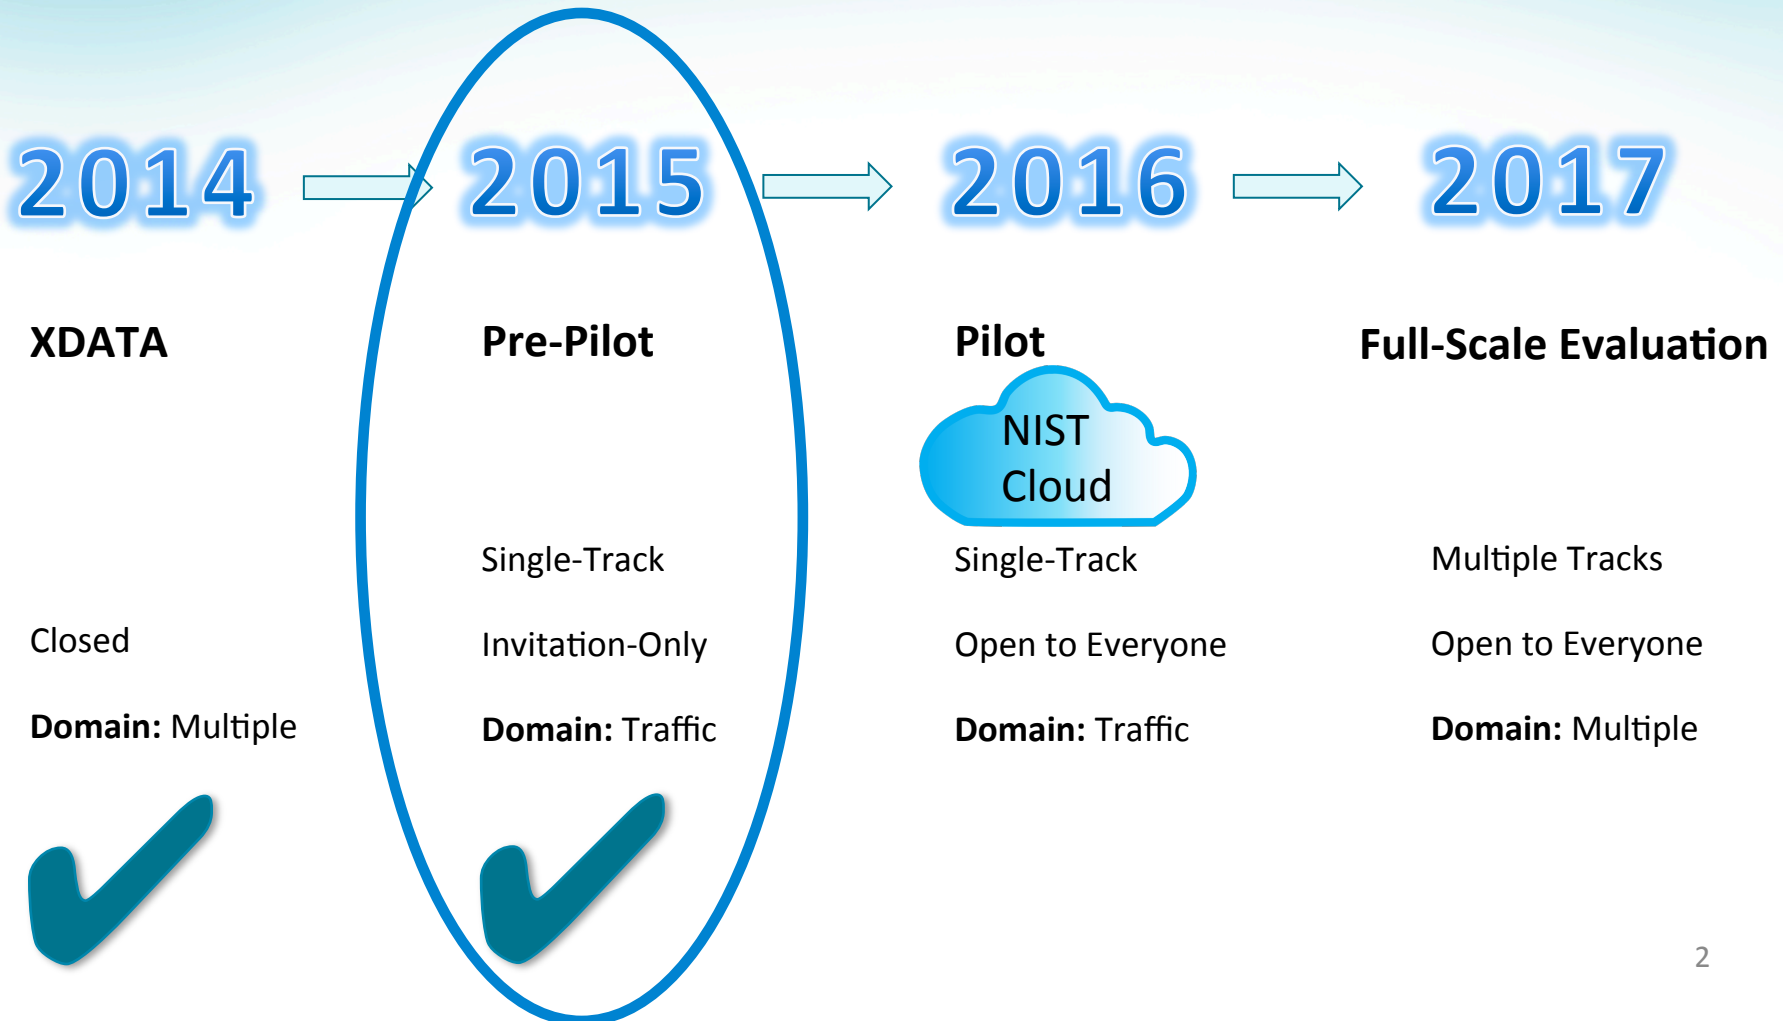 2014 2015 2016 2017
XDATA Pre-Pilot Pilot Full-Scale Evaluation
NIST
Cloud
Single-Track Single-Track Multiple Tracks
Closed Invitation-Only Open to Everyone Open to Everyone
Domain: Multiple Domain: Traffic Domain: Traffic Domain: Multiple
2